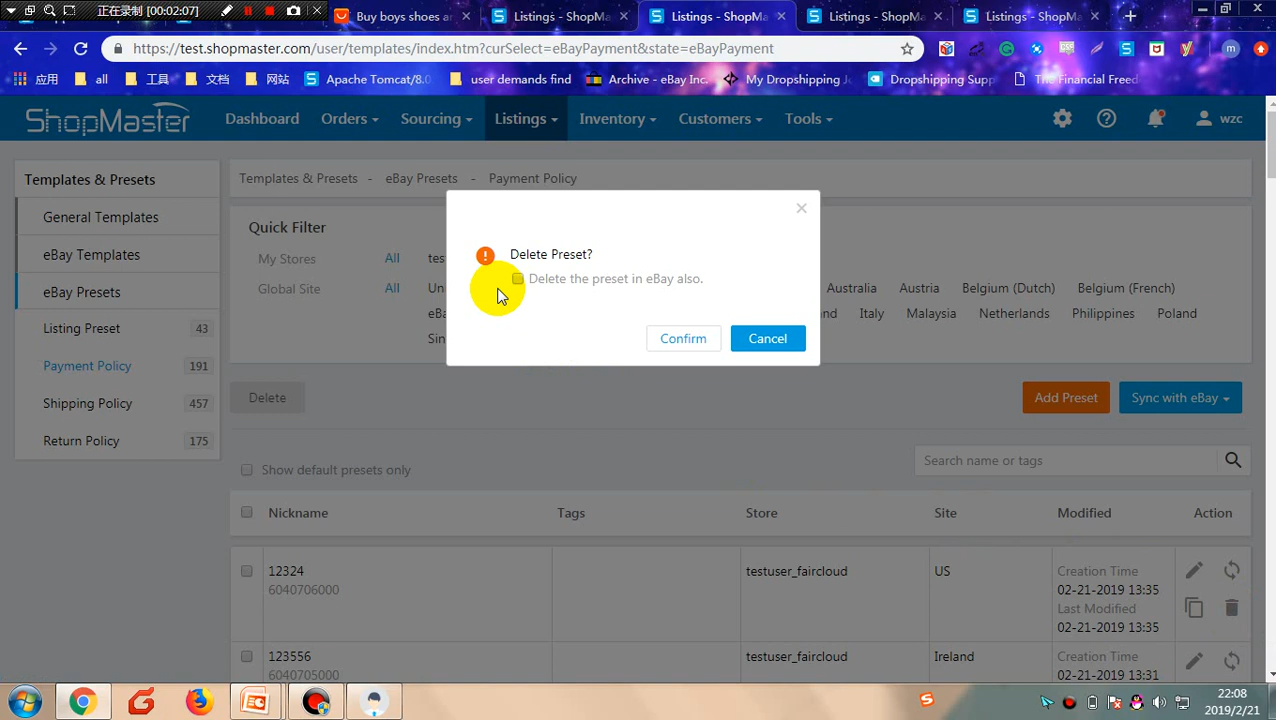 正在录制 [00:02:07]
Buy boys shoes ar
Listings - ShopMa
Listings - ShopMas
Listings - ShopMa
Listings - ShopMa
https://test.shopmaster.com/user/templates/index.htm?curSelect=eBayPayment&state=eBayPayment
应用 all 工具 文档 网站 Apache Tomcat/8.0 user demands find Archive - eBay Inc. My Dropshipping Jo Dropshipping Supp The Financial Freed
ShopMaster Dashboard Orders Sourcing Listings Inventory Customers Tools wzc
Templates & Presets
General Templates
eBay Templates
eBay Presets
Listing Preset 43
Payment Policy 191
Shipping Policy 457
Return Policy 175
Templates & Presets - eBay Presets - Payment Policy
Quick Filter
My Stores All
Global Site All Australia Austria Belgium (Dutch) Belgium (French)
Italy Malaysia Netherlands Philippines Poland
Delete Preset?
Delete the preset in eBay also.
Confirm Cancel
Delete Add Preset Sync with eBay
Show default presets only Search name or tags
Nickname Tags Store Site Modified Action
12324 testuser_faircloud US Creation Time
6040706000 02-21-2019 13:35
Last Modified
02-21-2019 13:35
123556 testuser_faircloud Ireland Creation Time
6040705000 02-21-2019 13:31
22:08
2019/2/21